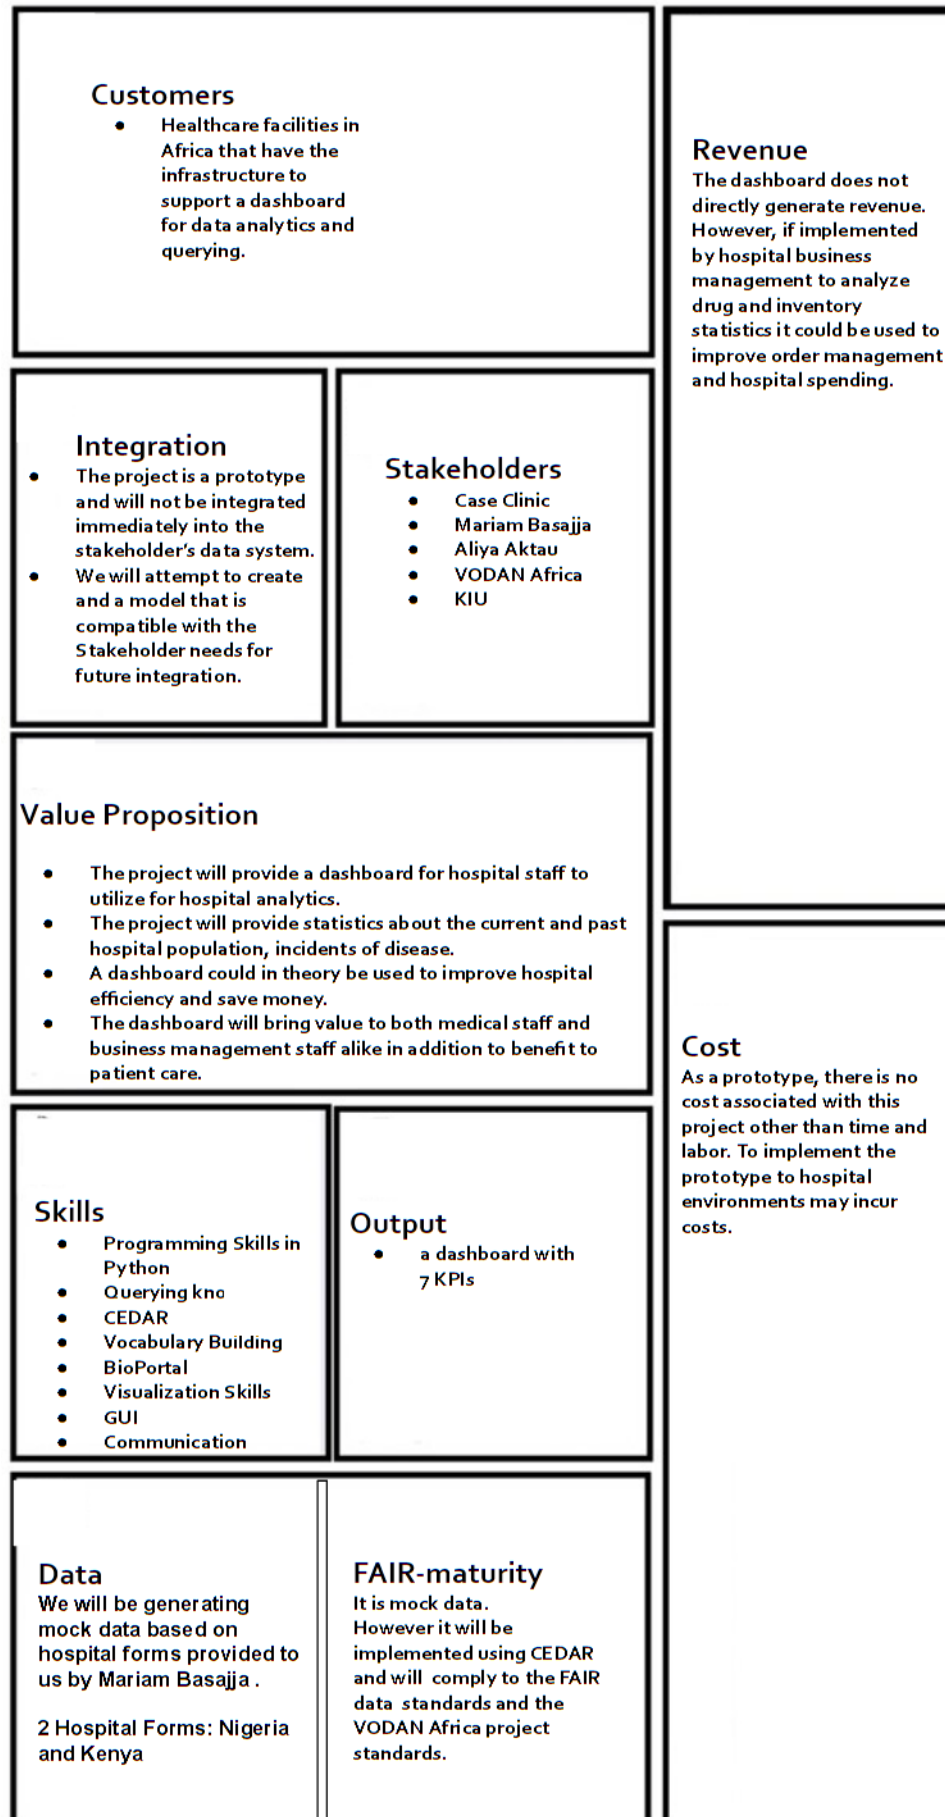 Customers
• Healthcare facilities in
Africa that have the
infrastructure to
support a dashboard
for data analytics and
querying.
Revenue
The dashboard does not
directly generate revenue.
However, if implemented
by hospital business
management to analyze
drug and inventory
statistics it could be used to
improve order management
and hospital spending.
Integration
• The project is a prototype
and will not be integrated
immediately into the
stakeholder's data system.
• We will attempt to create
and a model that is
compatible with the
Stakeholder needs for
future integration.
Stakeholders
• Case Clinic
• Mariam Basajja
• Aliya Aktau
• VODAN Africa
• KIU
Value Proposition
• The project will provide a dashboard for hospital staff to
utilize for hospital analytics.
• The project will provide statistics about the current and past
hospital population, incidents of disease.
• A dashboard could in theory be used to improve hospital
efficiency and save money.
• The dashboard will bring value to both medical staff and
business management staff alike in addition to benefit to
patient care.
Cost
As a prototype, there is no
cost associated with this
project other than time and
labor. To implement the
prototype to hospital
environments may incur
costs.
Skills
• Programming Skills in
Python
• Querying kno
• CEDAR
• Vocabulary Building
• BioPortal
• Visualization Skills
• GUI
• Communication
Output
• a dashboard with
7 KPIs
Data
We will be generating
mock data based on
hospital forms provided to
us by Mariam Basajja .
2 Hospital Forms: Nigeria
and Kenya
FAIR-maturity
It is mock data.
However it will be
implemented using CEDAR
and will comply to the FAIR
data standards and the
VODAN Africa project
standards.